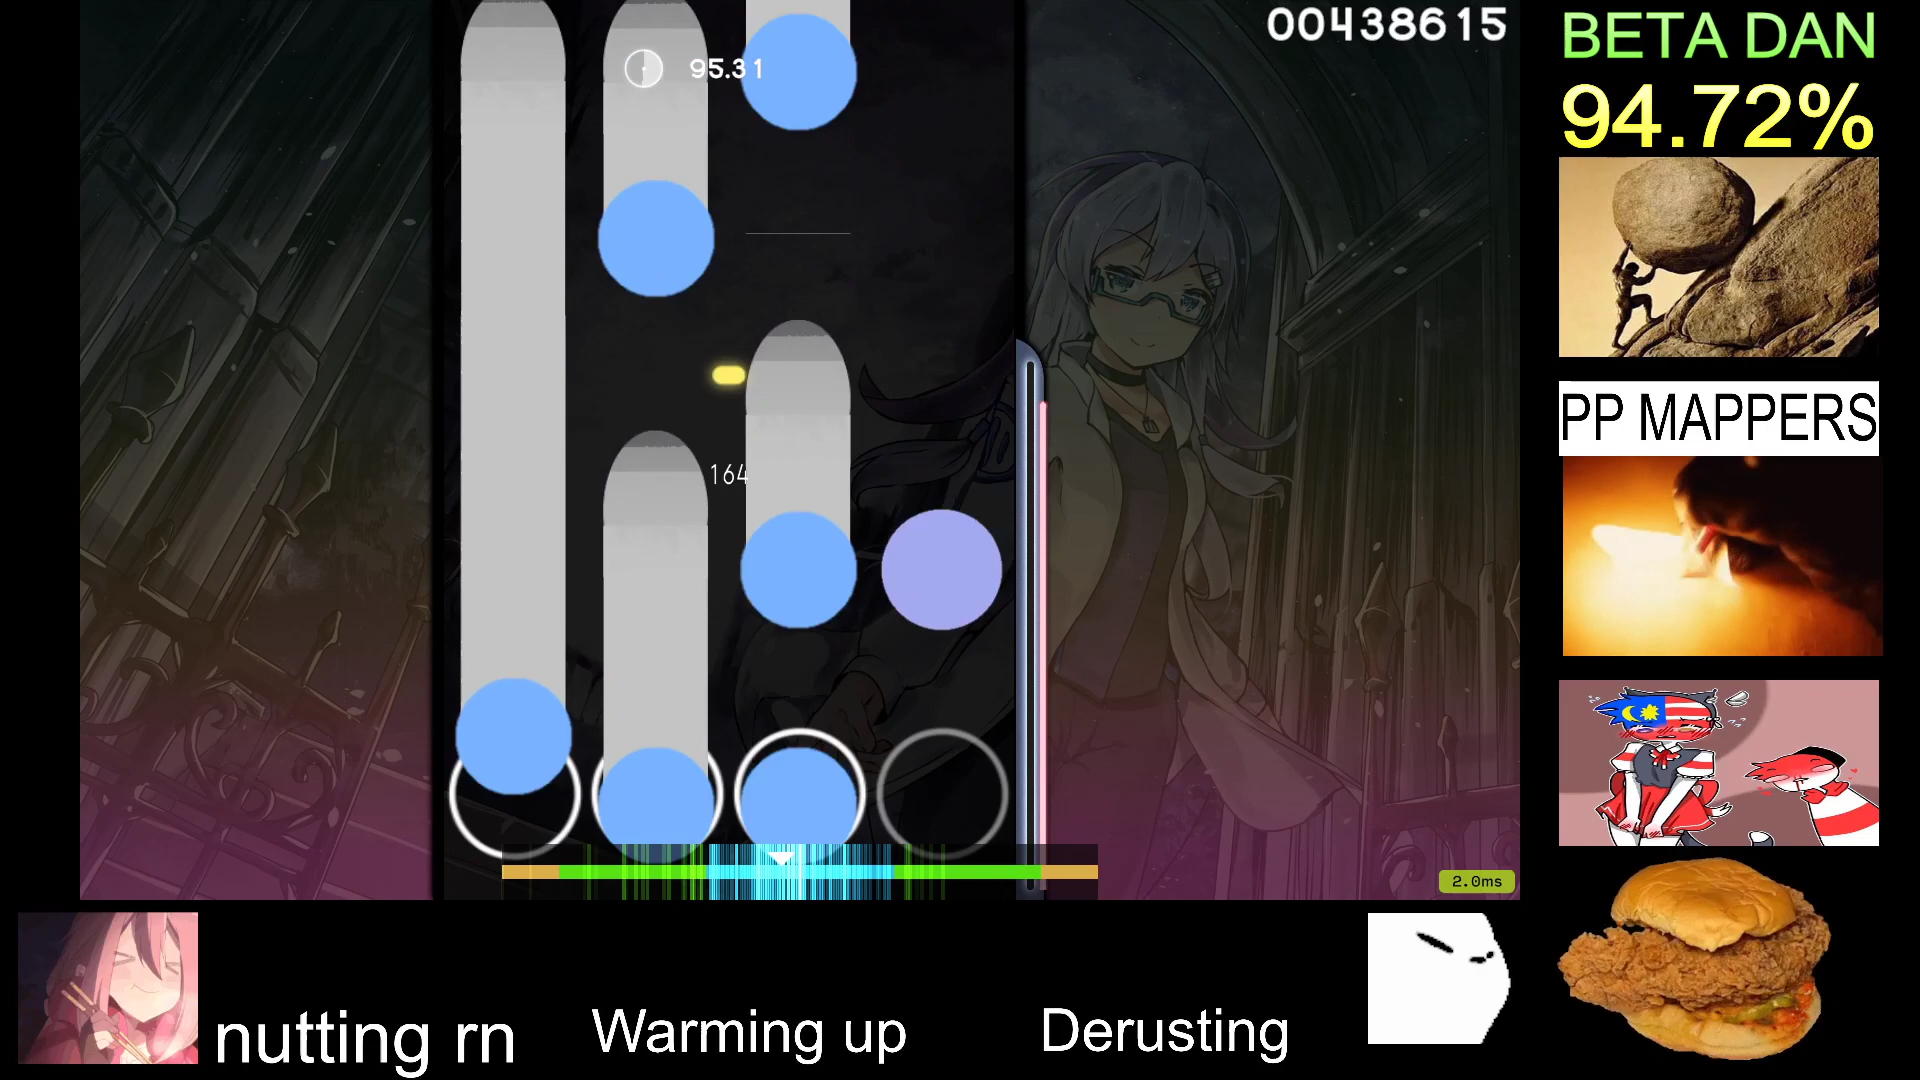 00438615
95.31
164
2.0ms
BETA DAN
94.72%
PP MAPPERS
nutting rn
Warming up
Derusting